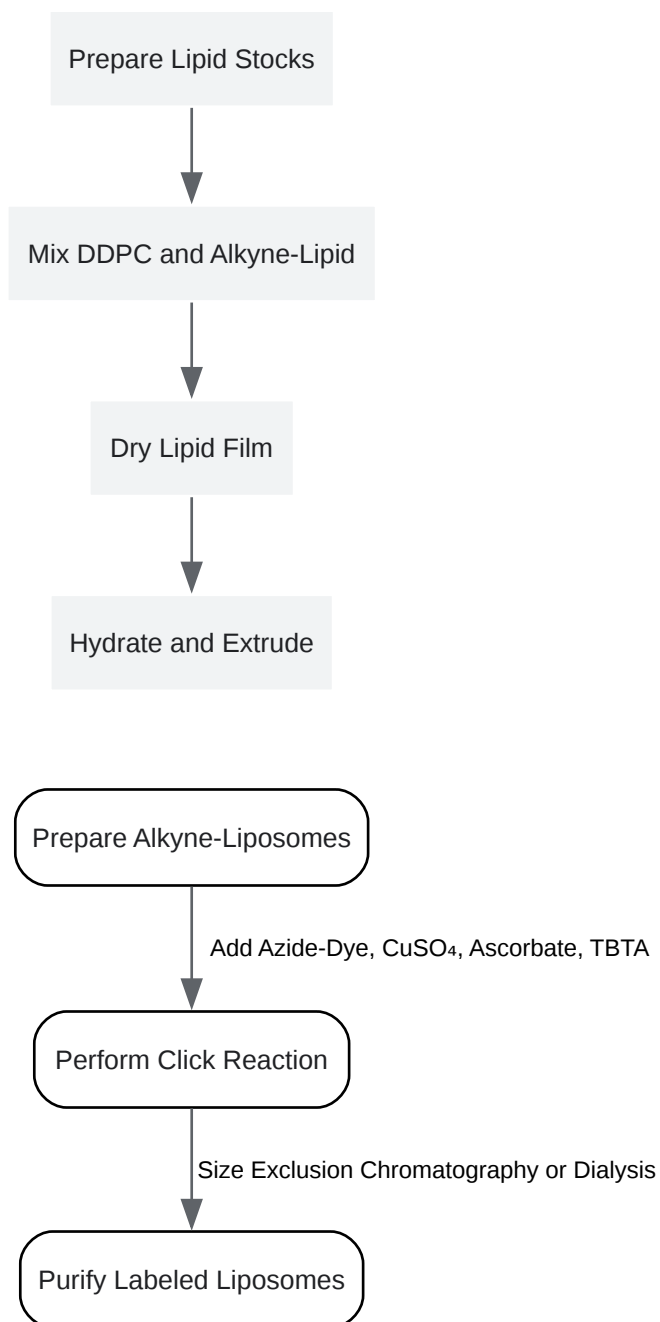 Prepare Lipid Stocks
Mix DDPC and Alkyne-Lipid
Dry Lipid Film
Hydrate and Extrude
Prepare Alkyne-Liposomes
Add Azide-Dye, CuSO₄, Ascorbate, TBTA
Perform Click Reaction
Size Exclusion Chromatography or Dialysis
Purify Labeled Liposomes